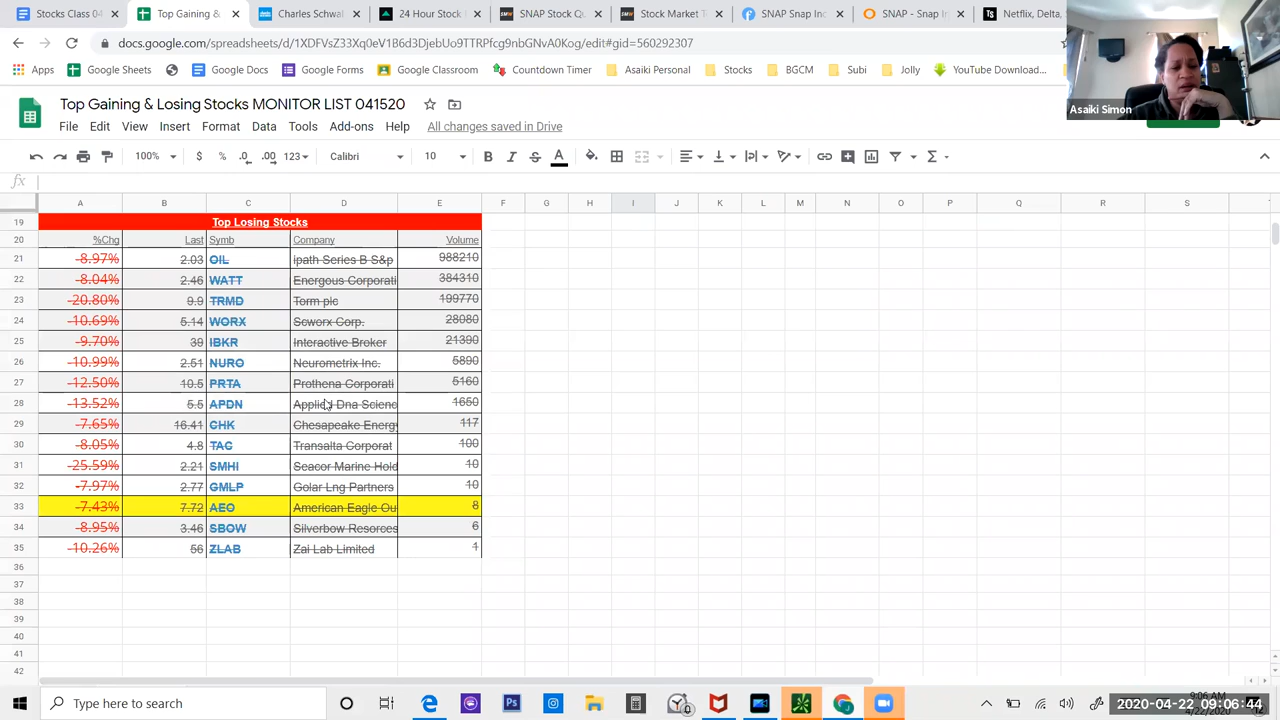 Stocks Class 04
Top Gaining &
Charles Schwa
24 Hour Stock
SNAP Stock Qu
Stock Market T
SNAP Snap Inc
SNAP - Snap I
Netflix, Delta,
docs.google.com/spreadsheets/d/1XDFVsZ33Xq0eV1B6d3DjebUo9TTRPfcg9nbGNvA0Kog/edit#gid=560292307
Apps
Google Sheets
Google Docs
Google Forms
Google Classroom
Countdown Timer
Asaiki Personal
Stocks
BGCM
Subi
Jolly
YouTube Download...
Asaiki Simon
Top Gaining & Losing Stocks MONITOR LIST 041520
File Edit View Insert Format Data Tools Add-ons Help All changes saved in Drive
100% $ % .0 .00 123 Calibri 10 B I S A
fx
A B C D E F G H I J K L M N O P Q R S
19 Top Losing Stocks
20 %Chg Last Symb Company Volume
21 -8.97% 2.03 OIL ipath Series B S&p 988210
22 -8.04% 2.46 WATT Energous Corporati 384310
23 -20.80% 9.9 TRMD Torm plc 199770
24 -10.69% 5.14 WORX Scworx Corp. 28080
25 -9.70% 39 IBKR Interactive Broker 21390
26 -10.99% 2.51 NURO Neurometrix Inc. 5890
27 -12.50% 10.5 PRTA Prothena Corporati 5160
28 -13.52% 5.5 APDN Applied Dna Scienc 1650
29 -7.65% 16.41 CHK Chesapeake Energy 117
30 -8.05% 4.8 TAC Transalta Corporat 100
31 -25.59% 2.21 SMHI Seacor Marine Hold 10
32 -7.97% 2.77 GMLP Golar Lng Partners 10
33 -7.43% 7.72 AEO American Eagle Ou 8
34 -8.95% 3.46 SBOW Silverbow Resorces 6
35 -10.26% 56 ZLAB Zai Lab Limited 1
36
37
38
39
40
41
42
Type here to search
9:06 AM
2020-04-22 09:06:44